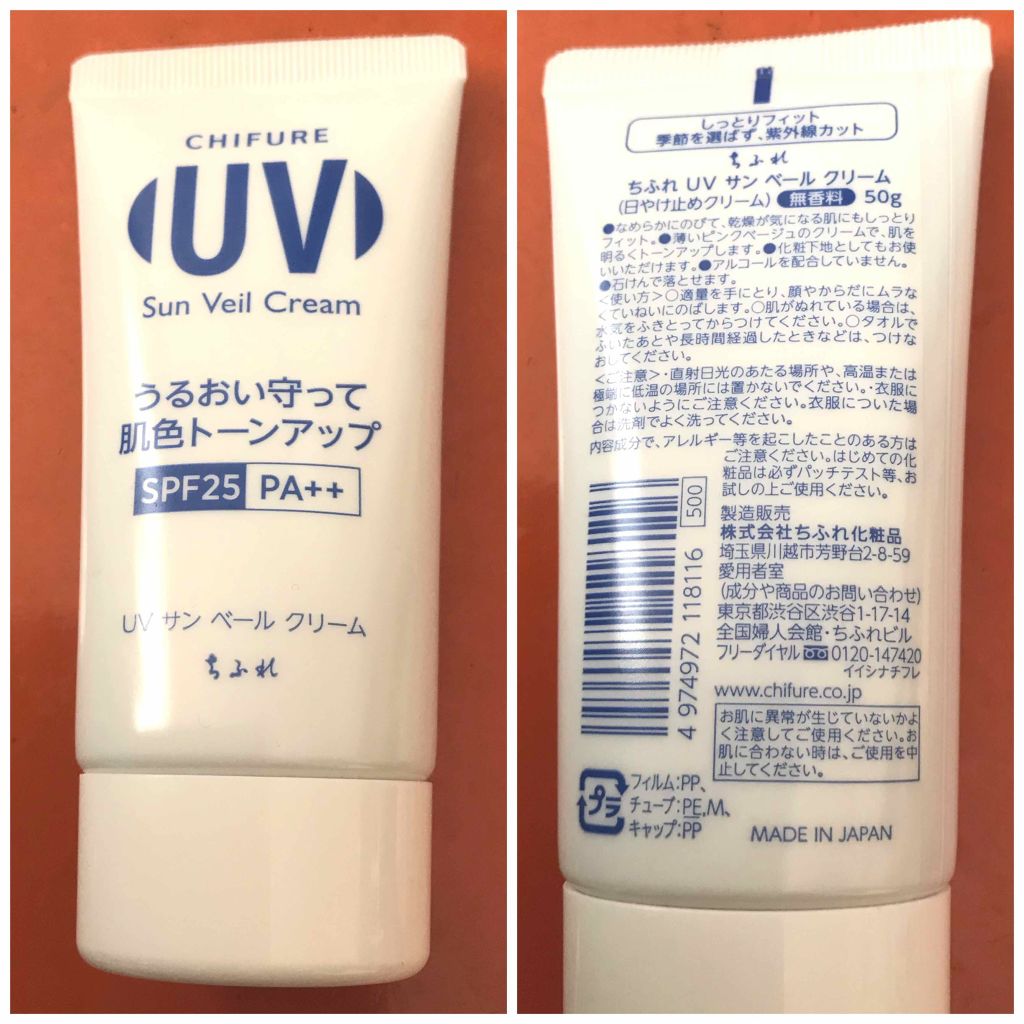 CHIFURE
UV
Sun Veil Cream
うるおい守って
肌色トーンアップ
SPF25 PA++
UV サン ベール クリーム
ちふれ
しっとりフィット
季節を選ばず、紫外線カット
ちふれ
ちふれ UV サン ベール クリーム
(日やけ止めクリーム) 無香料 50g
●なめらかにのびて、乾燥が気になる肌にもしっとり
フィット。●薄いピンクベージュのクリームで、肌を
明るくトーンアップします。●化粧下地としてもお使
いいただけます。●アルコールを配合していません。
●石けんで落とせます。
<使い方>○適量を手にとり、顔やからだにムラな
くていねいにのばします。○肌がぬれている場合は、
水気をふきとってからつけてください。○タオルで
ふいたあとや長時間経過したときなどは、つけな
おしてください。
<ご注意>・直射日光のあたる場所や、高温または
極端に低温の場所には置かないでください。・衣服に
つかないようにご注意ください。衣服についた場
合は洗剤でよく洗ってください。
内容成分で、アレルギー等を起こしたことのある方は
ご注意ください。はじめての化
粧品は必ずパッチテスト等、お
試しの上ご使用ください。
500
4 974972 118116
製造販売
株式会社ちふれ化粧品
埼玉県川越市芳野台2-8-59
愛用者室
(成分や商品のお問い合わせ)
東京都渋谷区渋谷1-17-14
全国婦人会館・ちふれビル
フリーダイヤル 0120-147420
イイシナチフレ
www.chifure.co.jp
お肌に異常が生じていないかよ
く注意してご使用ください。お
肌に合わない時は、ご使用を中
止してください。
プラ
フィルム:PP、
チューブ:PE,M、
キャップ:PP
MADE IN JAPAN